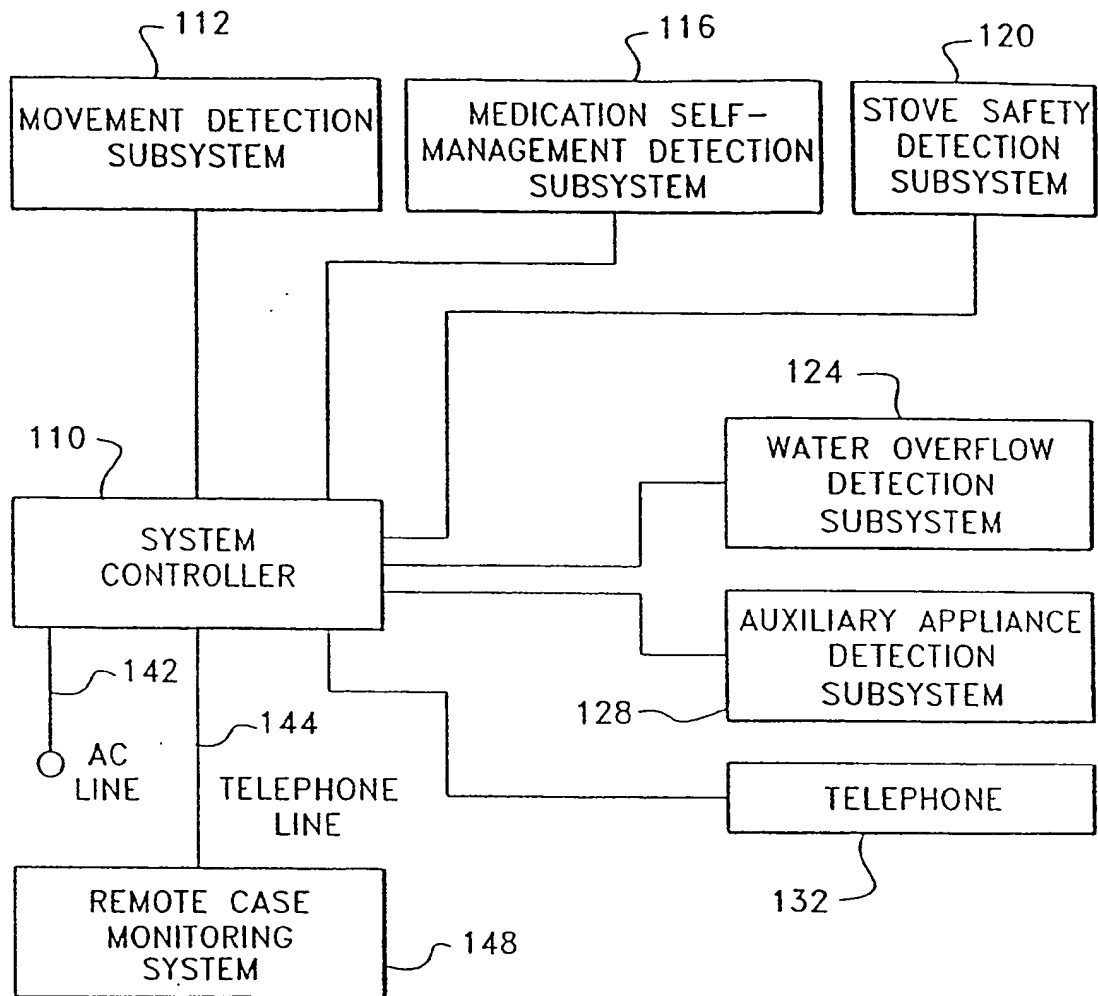 112
116
120
MOVEMENT DETECTION
SUBSYSTEM
MEDICATION SELF-
MANAGEMENT DETECTION
SUBSYSTEM
STOVE SAFETY
DETECTION
SUBSYSTEM
124
110
WATER OVERFLOW
DETECTION
SUBSYSTEM
SYSTEM
CONTROLLER
AUXILIARY APPLIANCE
DETECTION
SUBSYSTEM
142
128
144
AC
LINE
TELEPHONE
LINE
TELEPHONE
132
REMOTE CASE
MONITORING
SYSTEM
148